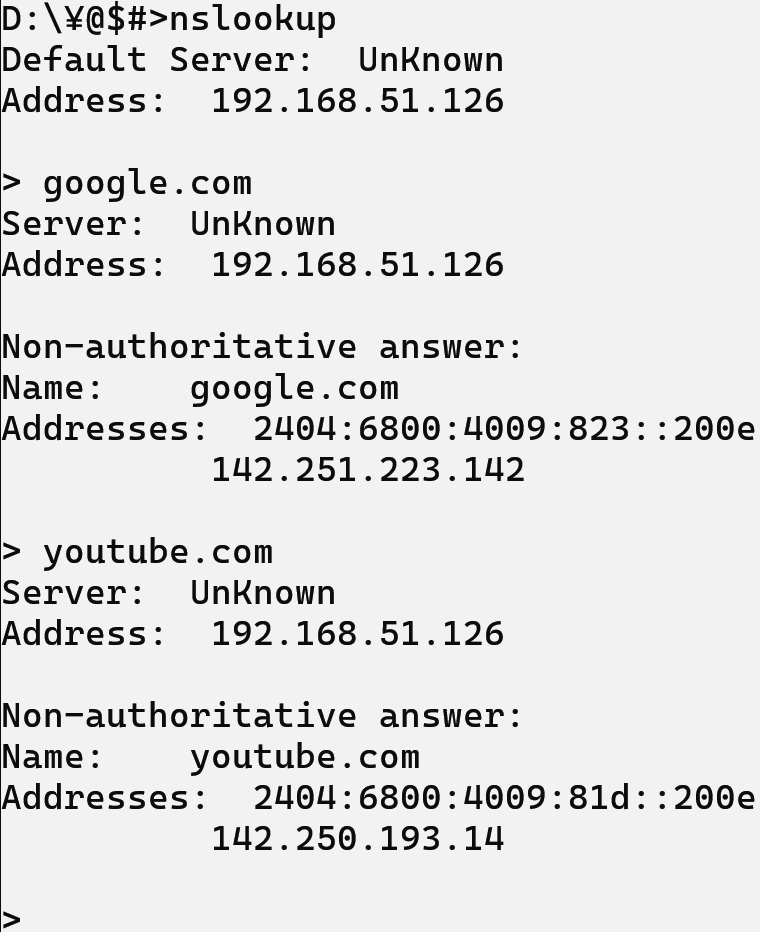 D:\¥@$#>nslookup
Default Server:  UnKnown
Address:  192.168.51.126
> google.com
Server:  UnKnown
Address:  192.168.51.126
Non-authoritative answer:
Name:    google.com
Addresses:  2404:6800:4009:823::200e
          142.251.223.142
> youtube.com
Server:  UnKnown
Address:  192.168.51.126
Non-authoritative answer:
Name:    youtube.com
Addresses:  2404:6800:4009:81d::200e
          142.250.193.14
>